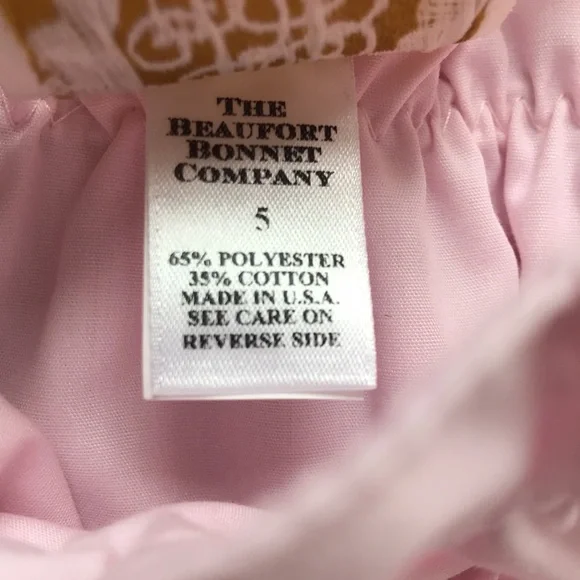 THE
BEAUFORT
BONNET
COMPANY
5
65% POLYESTER
35% COTTON
MADE IN U.S.A.
SEE CARE ON
REVERSE SIDE